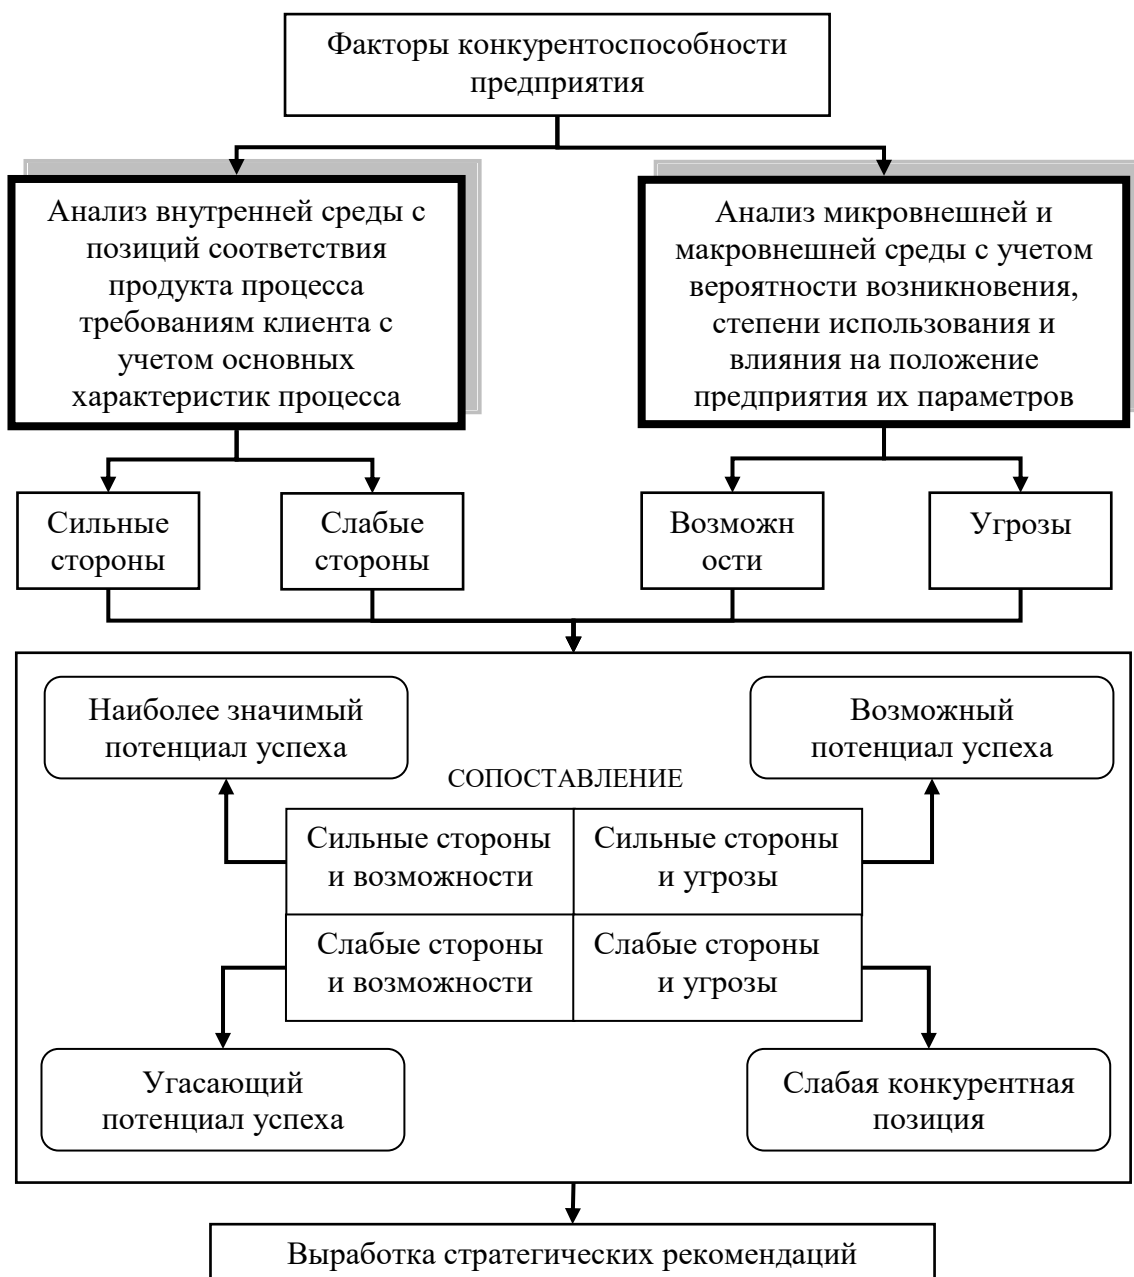 Факторы конкурентоспособности
предприятия
Анализ внутренней среды с
позиций соответствия
продукта процесса
требованиям клиента с
учетом основных
характеристик процесса
Анализ микровнешней и
макровнешней среды с учетом
вероятности возникновения,
степени использования и
влияния на положение
предприятия их параметров
Сильные
стороны
Слабые
стороны
Возможн
ости
Угрозы
Наиболее значимый
потенциал успеха
Возможный
потенциал успеха
СОПОСТАВЛЕНИЕ
Сильные стороны
и возможности
Сильные стороны
и угрозы
Слабые стороны
и возможности
Слабые стороны
и угрозы
Угасающий
потенциал успеха
Слабая конкурентная
позиция
Выработка стратегических рекомендаций